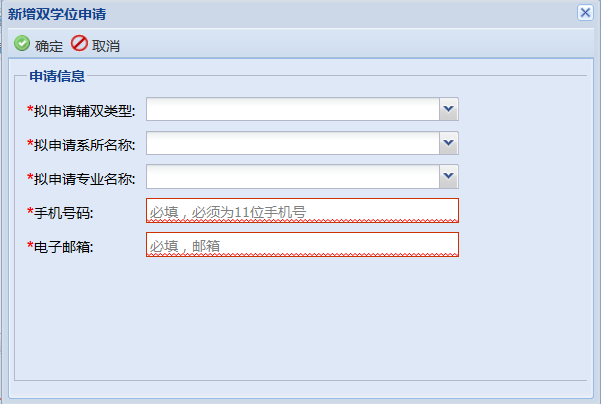 新增双学位申请
确定 取消
申请信息
*拟申请辅双类型:
*拟申请系所名称:
*拟申请专业名称:
*手机号码: 必填，必须为11位手机号
*电子邮箱: 必填，邮箱